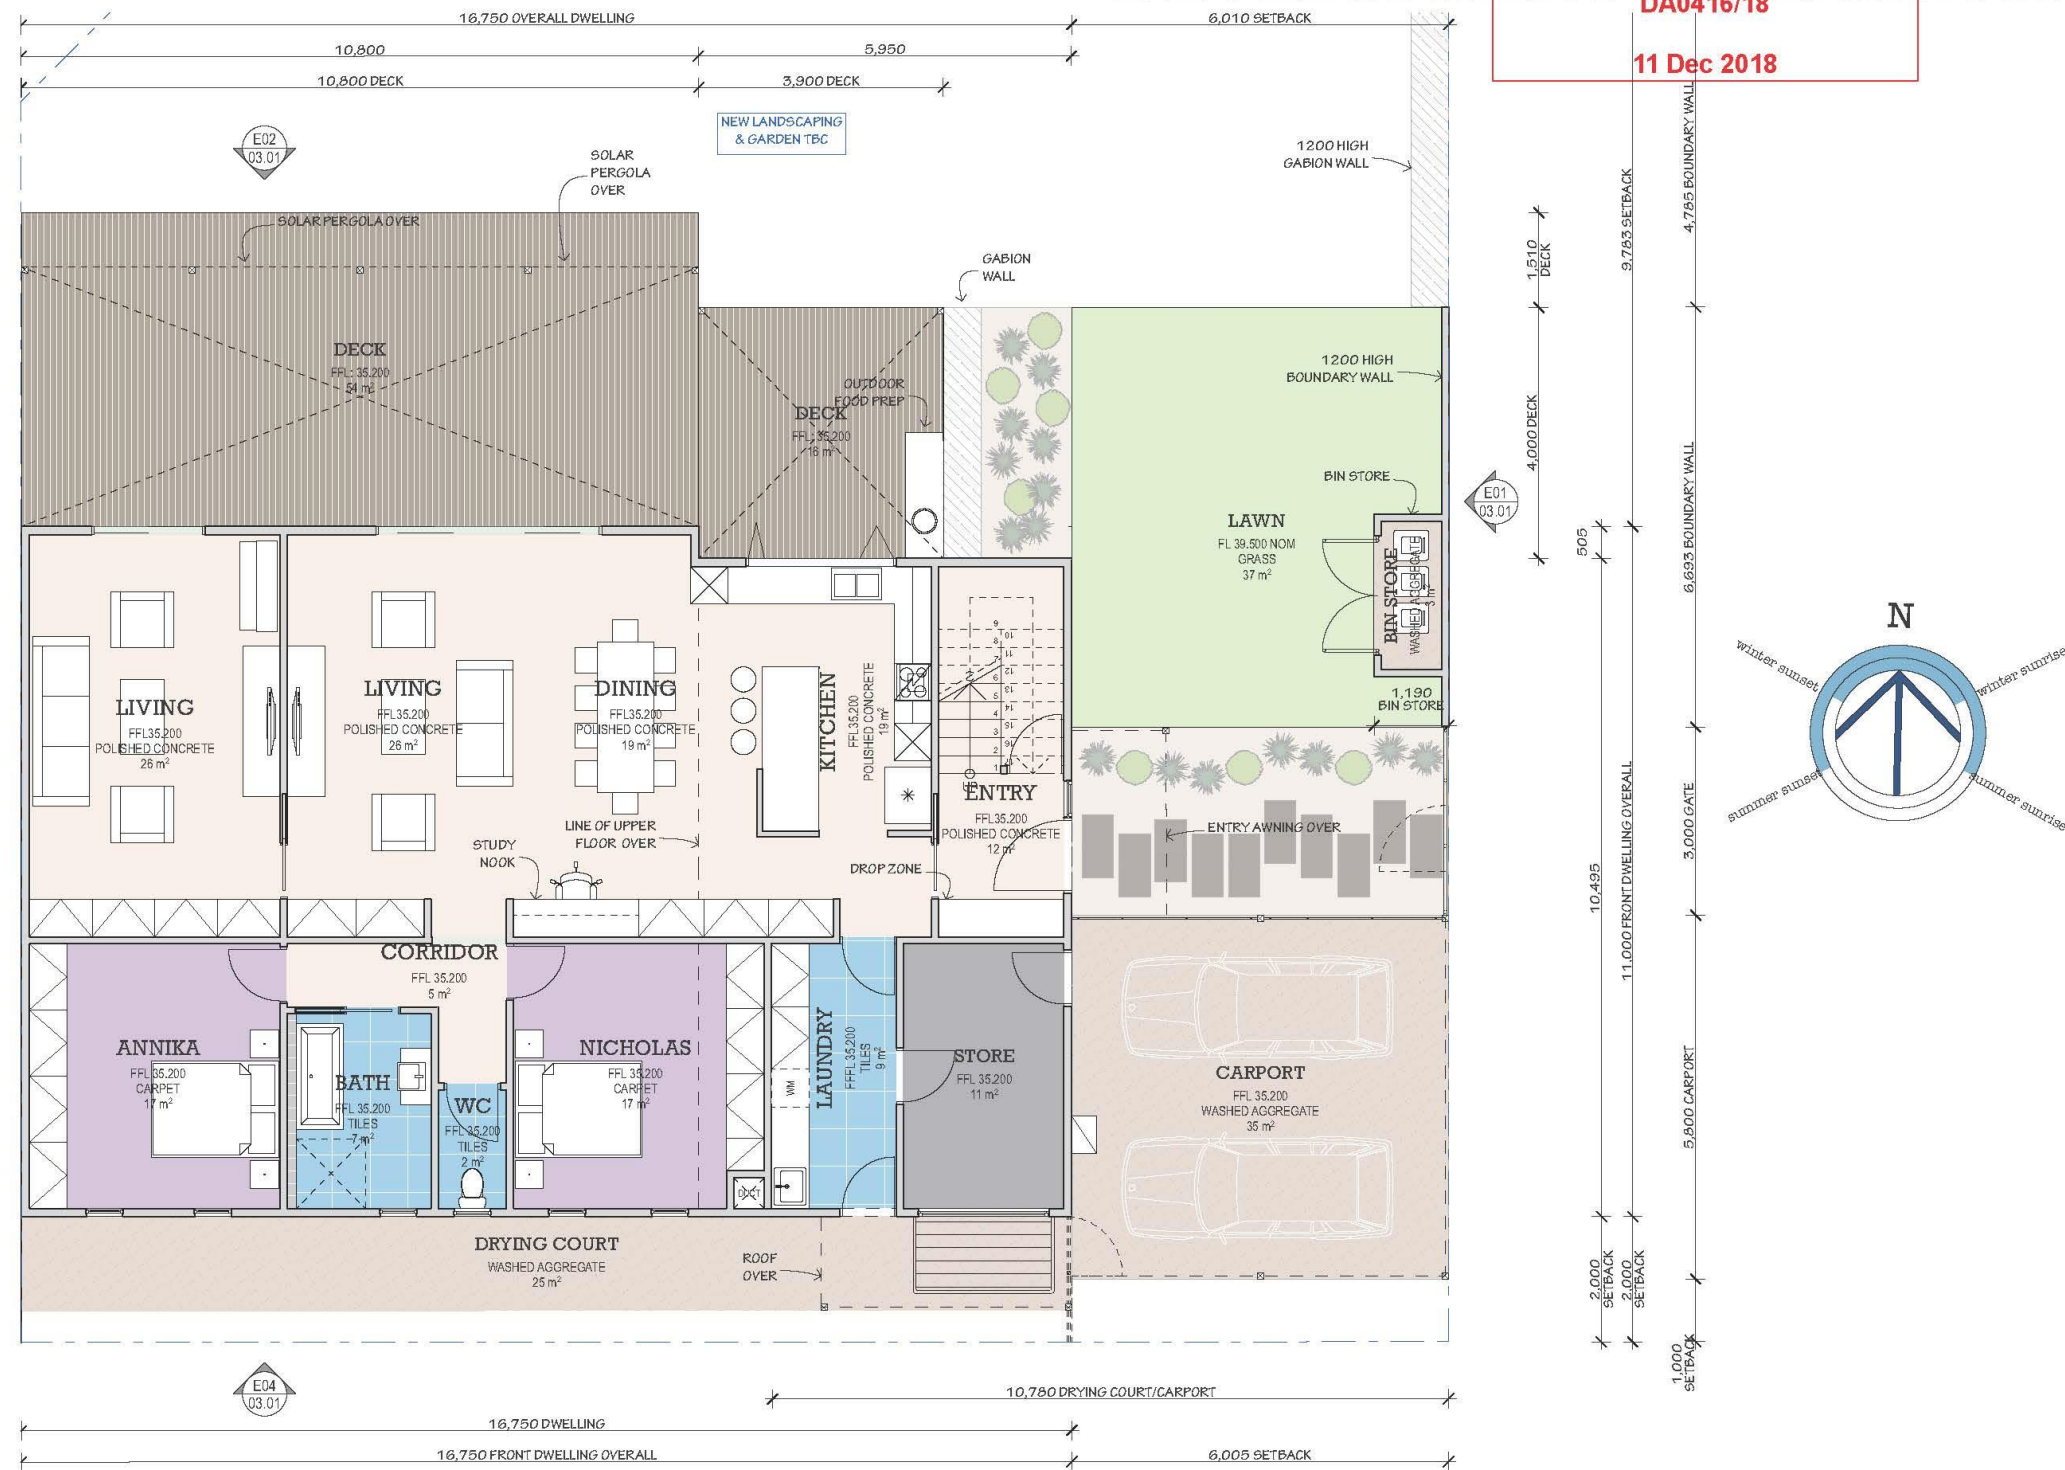 DA0416/18
11 Dec 2018
16,750 OVERALL DWELLING
6,010 SETBACK
10,800
5,950
10,800 DECK
3,900 DECK
NEW LANDSCAPING
& GARDEN TBC
E02
03.01
SOLAR
PERGOLA
OVER
SOLAR PERGOLA OVER
1200 HIGH
GABION WALL
GABION
WALL
1,510
DECK
9,783 SETBACK
4,785 BOUNDARY WALL
DECK
FFL: 35.200
54 m²
OUTDOOR
FOOD PREP
DECK
FFL: 35.200
16 m²
1200 HIGH
BOUNDARY WALL
4,000 DECK
BIN STORE
E01
03.01
LAWN
FL 39.500 NOM
GRASS
37 m²
BIN STORE
WASHED AGGREGATE
3 m²
505
6,693 BOUNDARY WALL
1,190
BIN STORE
N
winter sunset
winter sunrise
summer sunset
summer sunrise
LIVING
FFL35.200
POLISHED CONCRETE
26 m²
LIVING
FFL35.200
POLISHED CONCRETE
26 m²
DINING
FFL35.200
POLISHED CONCRETE
19 m²
KITCHEN
FFL35.200
POLISHED CONCRETE
19 m²
UP
ENTRY
FFL35.200
POLISHED CONCRETE
12 m²
ENTRY AWNING OVER
LINE OF UPPER
FLOOR OVER
STUDY
NOOK
DROP ZONE
10,495
11,000 FRONT DWELLING OVERALL
3,000 GATE
CORRIDOR
FFL 35.200
5 m²
ANNIKA
FFL 35.200
CARPET
17 m²
BATH
FFL 35.200
TILES
7 m²
WC
FFL 35.200
TILES
2 m²
NICHOLAS
FFL 35.200
CARPET
17 m²
DUCT
WM
LAUNDRY
FFFL 35.200
TILES
9 m²
STORE
FFL 35.200
11 m²
CARPORT
FFL 35.200
WASHED AGGREGATE
35 m²
5,800 CARPORT
DRYING COURT
WASHED AGGREGATE
25 m²
ROOF
OVER
2,000
SETBACK
2,000
SETBACK
1,000
SETBACK
E04
03.01
10,780 DRYING COURT/CARPORT
16,750 DWELLING
16,750 FRONT DWELLING OVERALL
6,005 SETBACK